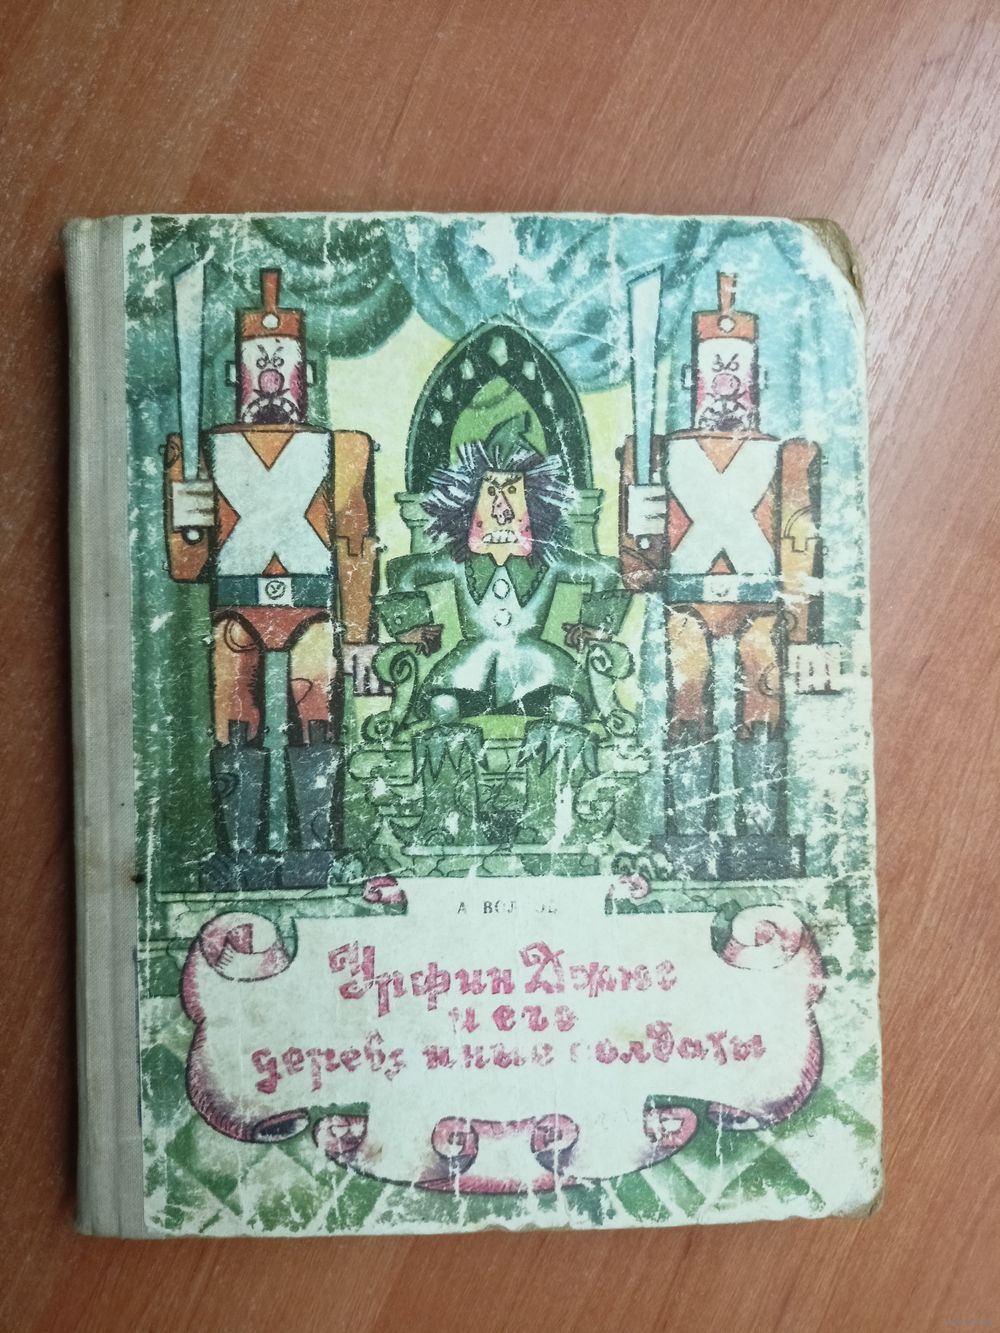 А ВОЛКОВ
Урфин Джюс
и его
деревянные солдаты